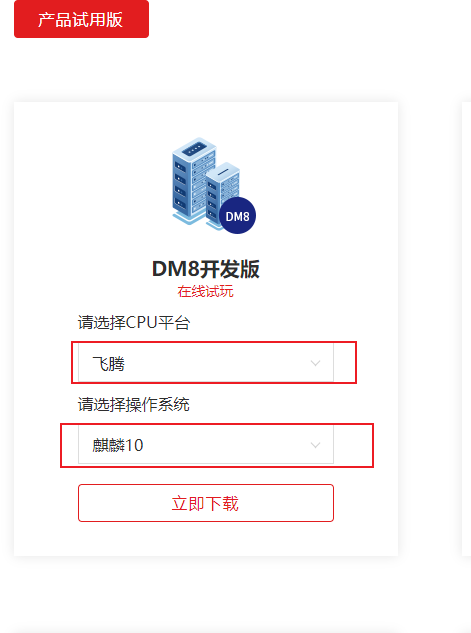 产品试用版
DM8
DM8开发版
在线试玩
请选择CPU平台
飞腾
请选择操作系统
麒麟10
立即下载